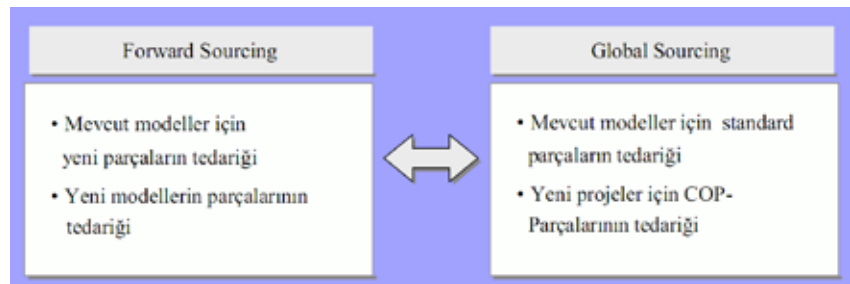 Forward Sourcing
• Mevcut modeller için
yeni parçaların tedariği
• Yeni modellerin parçalarının
tedariği
Global Sourcing
• Mevcut modeller için standard
parçaların tedariği
• Yeni projeler için COP-
Parçalarının tedariği